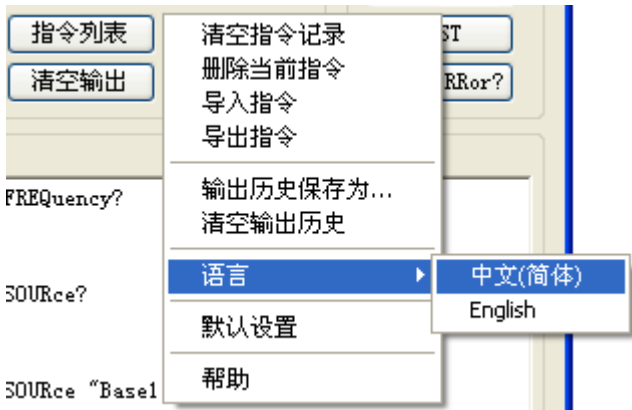 指令列表
清空输出
清空指令记录
删除当前指令
导入指令
导出指令
输出历史保存为...
清空输出历史
语言
默认设置
帮助
中文(简体)
English
ST
RRor?
FREQuency?
SOURce?
SOURce "Base1